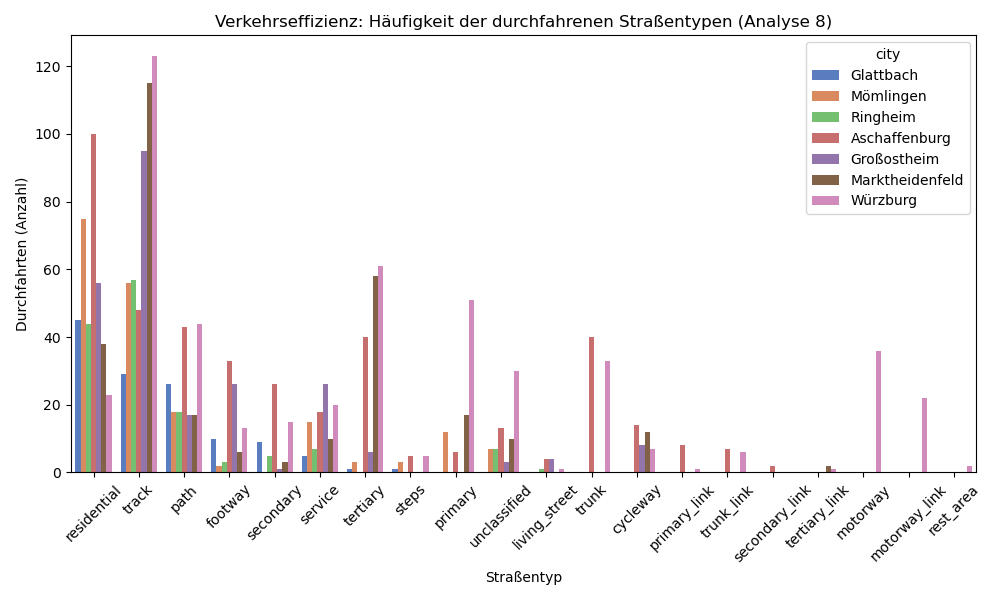 Verkehrseffizienz: Häufigkeit der durchfahrenen Straßentypen (Analyse 8)
Durchfahrten (Anzahl)
120
100
80
60
40
20
0
city
Glattbach
Mömlingen
Ringheim
Aschaffenburg
Großostheim
Marktheidenfeld
Würzburg
residential
track
path
footway
secondary
service
tertiary
steps
primary
unclassified
living_street
trunk
cycleway
primary_link
trunk_link
secondary_link
tertiary_link
motorway
motorway_link
rest_area
Straßentyp